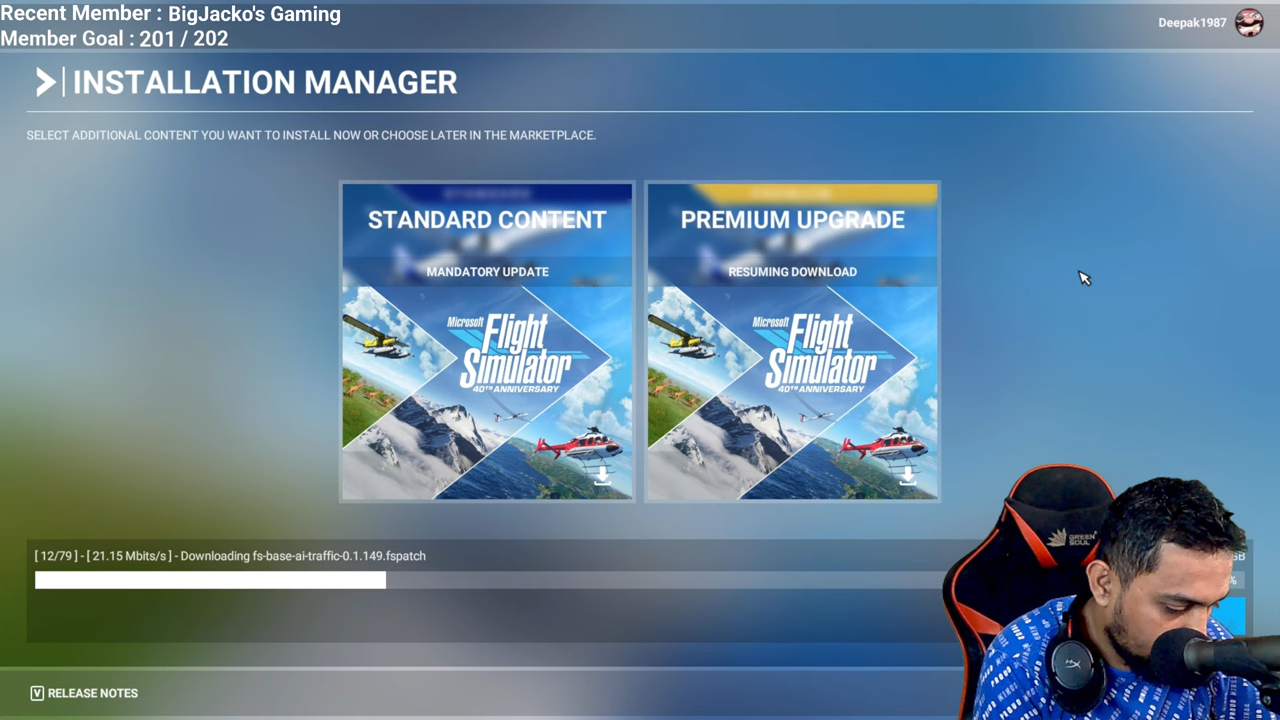 Recent Member : BigJacko's Gaming
Member Goal : 201 / 202
Deepak1987
INSTALLATION MANAGER
SELECT ADDITIONAL CONTENT YOU WANT TO INSTALL NOW OR CHOOSE LATER IN THE MARKETPLACE.
STANDARD CONTENT
MANDATORY UPDATE
Microsoft
Flight
Simulator
40TH ANNIVERSARY
PREMIUM UPGRADE
RESUMING DOWNLOAD
Microsoft
Flight
Simulator
40TH ANNIVERSARY
[ 12/79 ] - [ 21.15 Mbits/s ] - Downloading fs-base-ai-traffic-0.1.149.fspatch
GB
%
GREEN
SOUL
V RELEASE NOTES